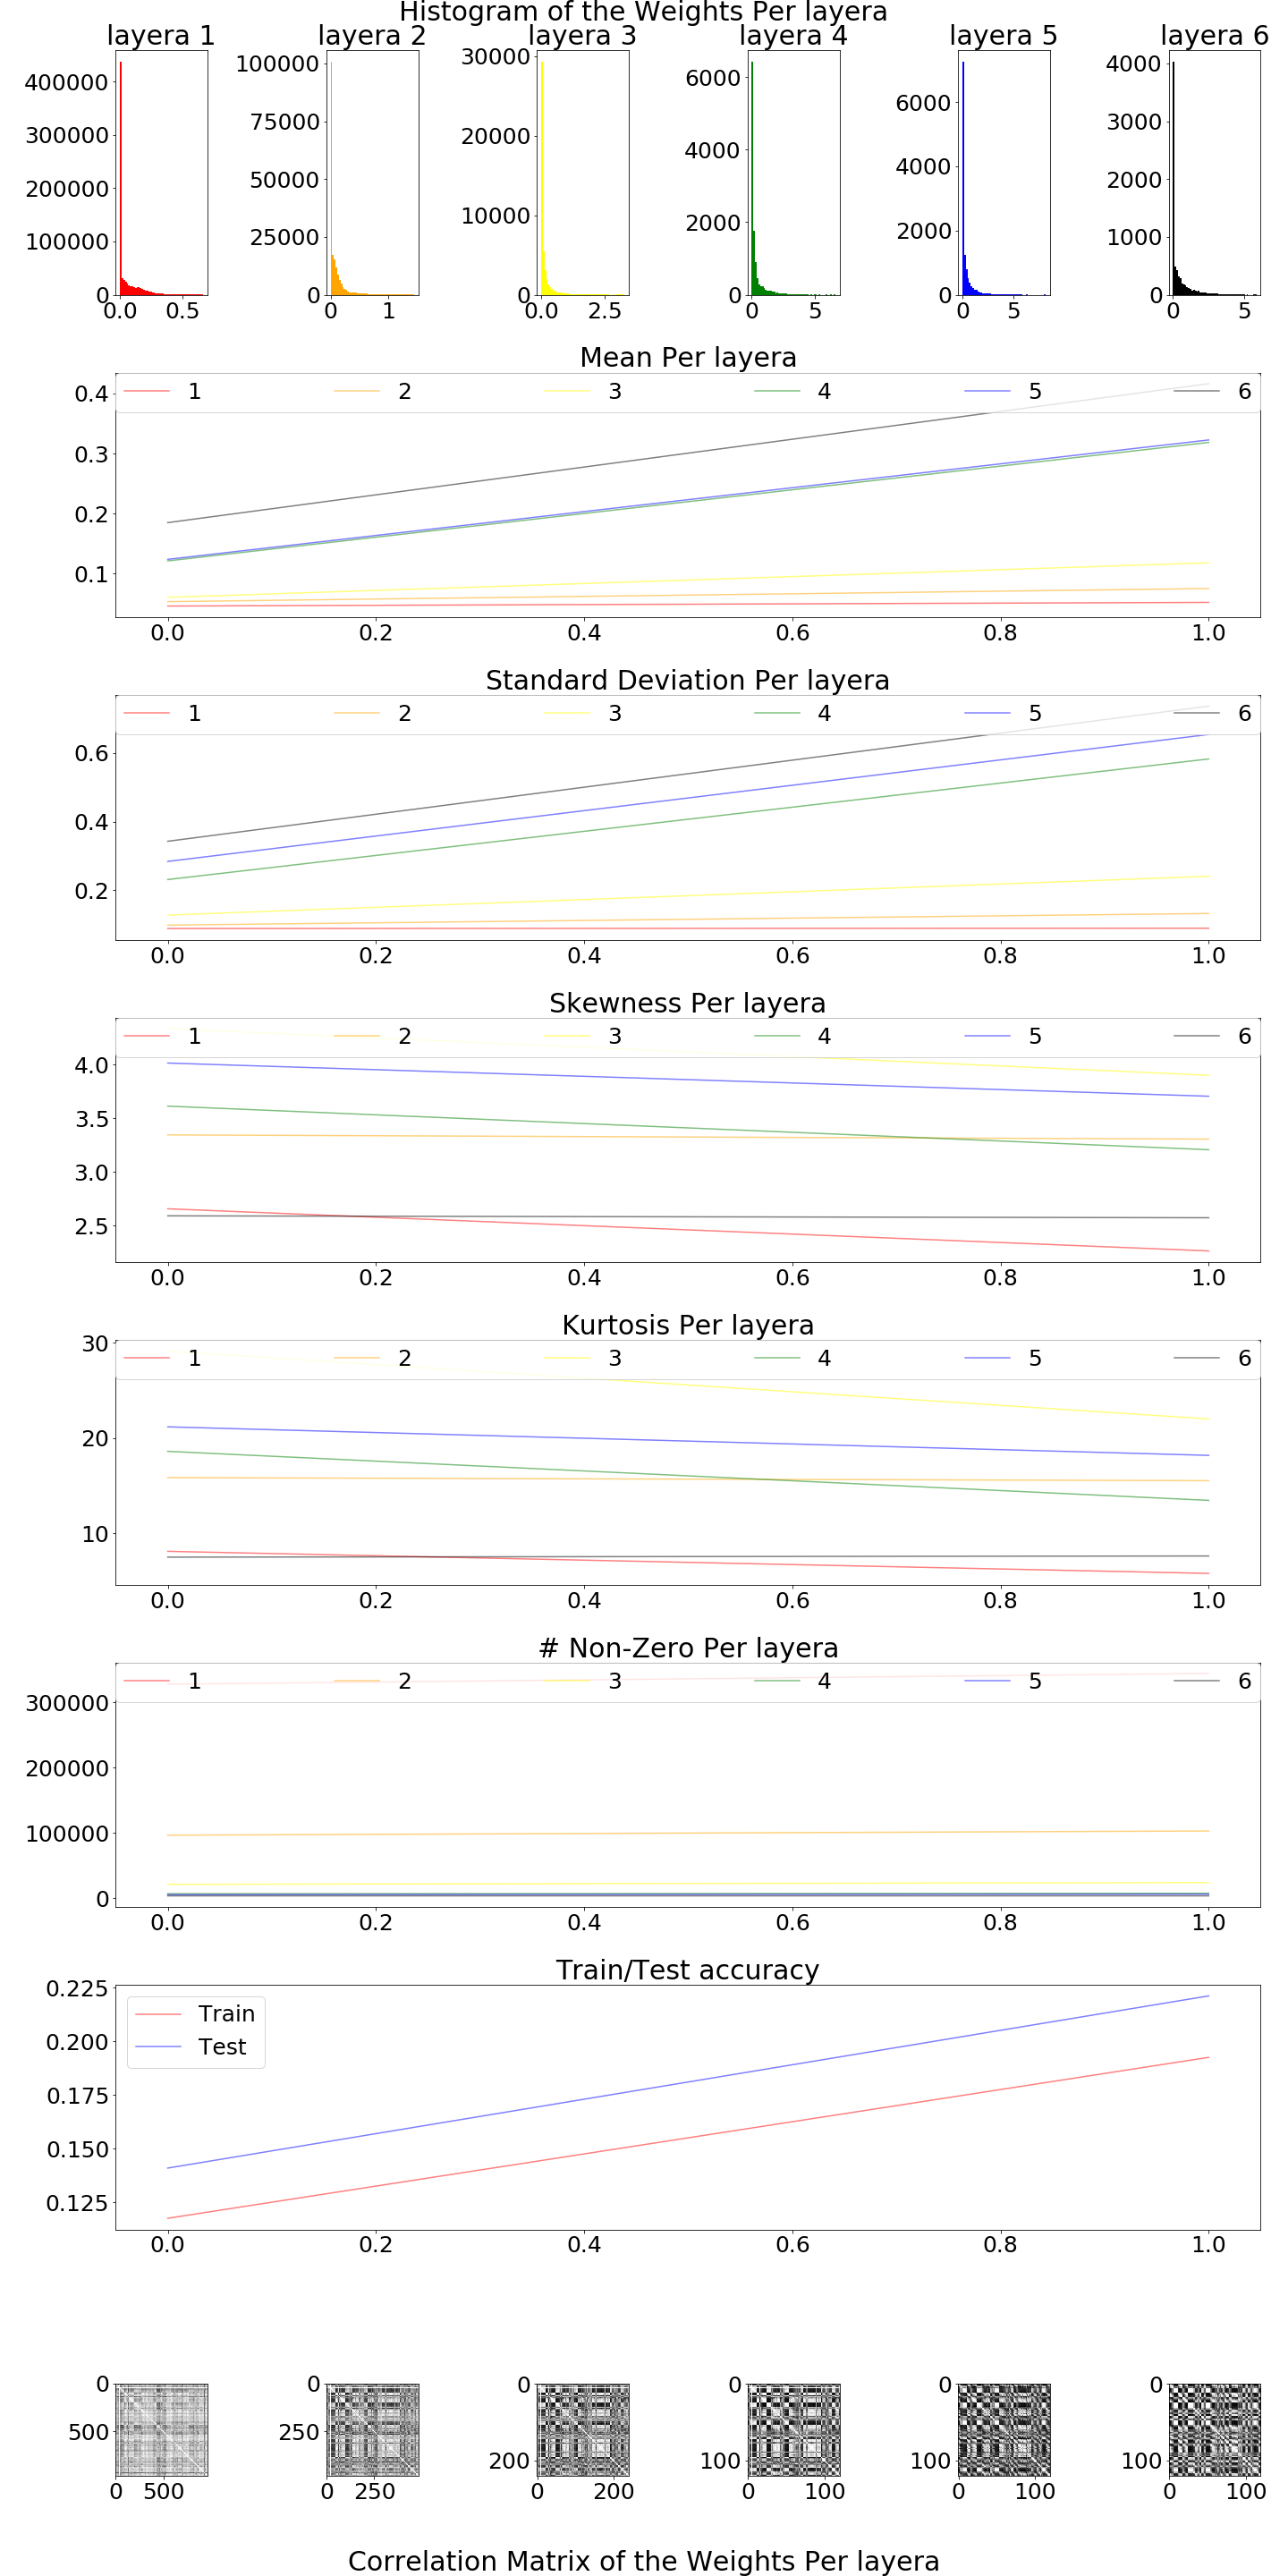 Histogram of the Weights Per layera
layera 1 layera 2 layera 3 layera 4 layera 5 layera 6
400000 300000 200000 100000 0
0.0 0.5
100000 75000 50000 25000 0
0 1
30000 20000 10000 0
0.0 2.5
6000 4000 2000 0
0 5
6000 4000 2000 0
0 5
4000 3000 2000 1000 0
0 5
Mean Per layera
1 2 3 4 5 6
0.4
0.3
0.2
0.1
0.0 0.2 0.4 0.6 0.8 1.0
Standard Deviation Per layera
1 2 3 4 5 6
0.6
0.4
0.2
0.0 0.2 0.4 0.6 0.8 1.0
Skewness Per layera
1 2 3 4 5 6
4.0
3.5
3.0
2.5
0.0 0.2 0.4 0.6 0.8 1.0
Kurtosis Per layera
30
1 2 3 4 5 6
20
10
0.0 0.2 0.4 0.6 0.8 1.0
# Non-Zero Per layera
1 2 3 4 5 6
300000
200000
100000
0
0.0 0.2 0.4 0.6 0.8 1.0
Train/Test accuracy
0.225
Train
Test
0.200
0.175
0.150
0.125
0.0 0.2 0.4 0.6 0.8 1.0
0 500
0 500
0 250
0 250
0 200
0 200
0 100
0 100
0 100
0 100
0 100
0 100
Correlation Matrix of the Weights Per layera